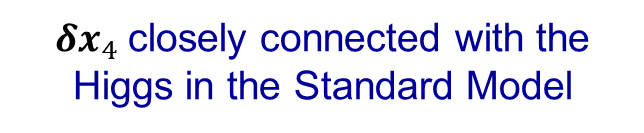 δx₄ closely connected with the
Higgs in the Standard Model